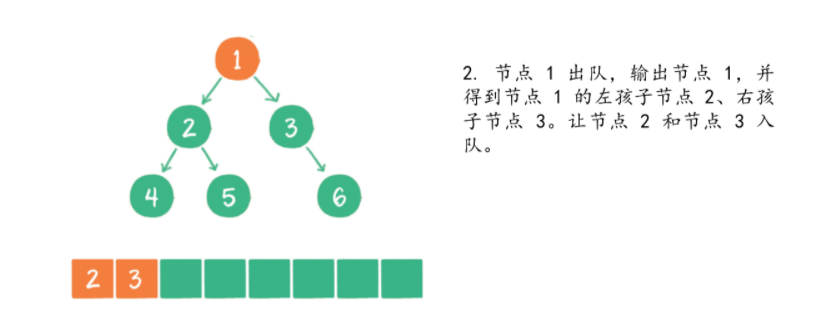 1
2. 节点 1 出队，输出节点 1，并
得到节点 1 的左孩子节点 2、右孩
子节点 3。让节点 2 和节点 3 入
队。
2 3
4 5 6
2 3